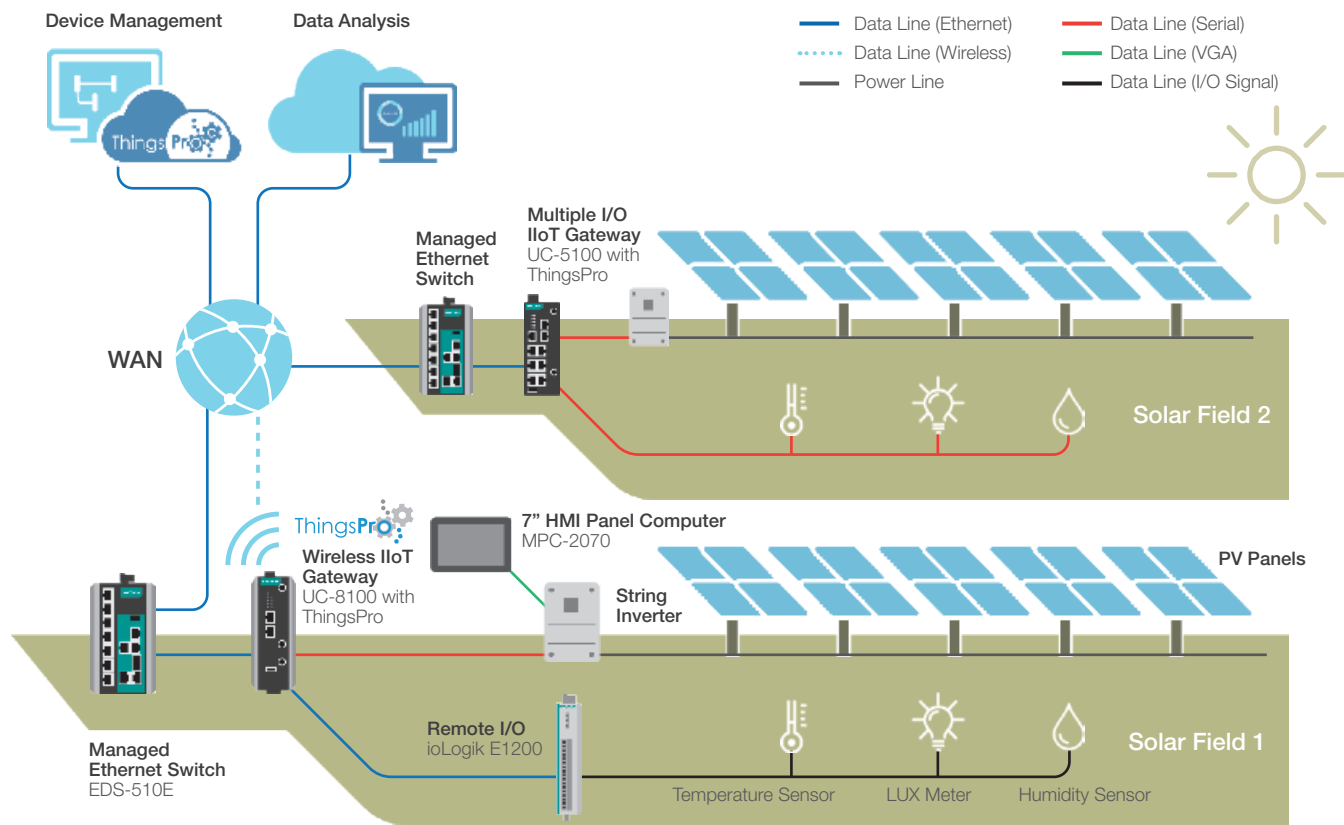 Device Management
Data Analysis
Data Line (Ethernet)
Data Line (Serial)
Data Line (Wireless)
Data Line (VGA)
Power Line
Data Line (I/O Signal)
ThingsPro
Multiple I/O
IIoT Gateway
UC-5100 with
ThingsPro
Managed
Ethernet
Switch
WAN
Solar Field 2
ThingsPro
7” HMI Panel Computer
MPC-2070
Wireless IIoT
Gateway
UC-8100 with
ThingsPro
PV Panels
String
Inverter
Remote I/O
ioLogik E1200
Solar Field 1
Managed
Ethernet Switch
EDS-510E
Temperature Sensor
LUX Meter
Humidity Sensor